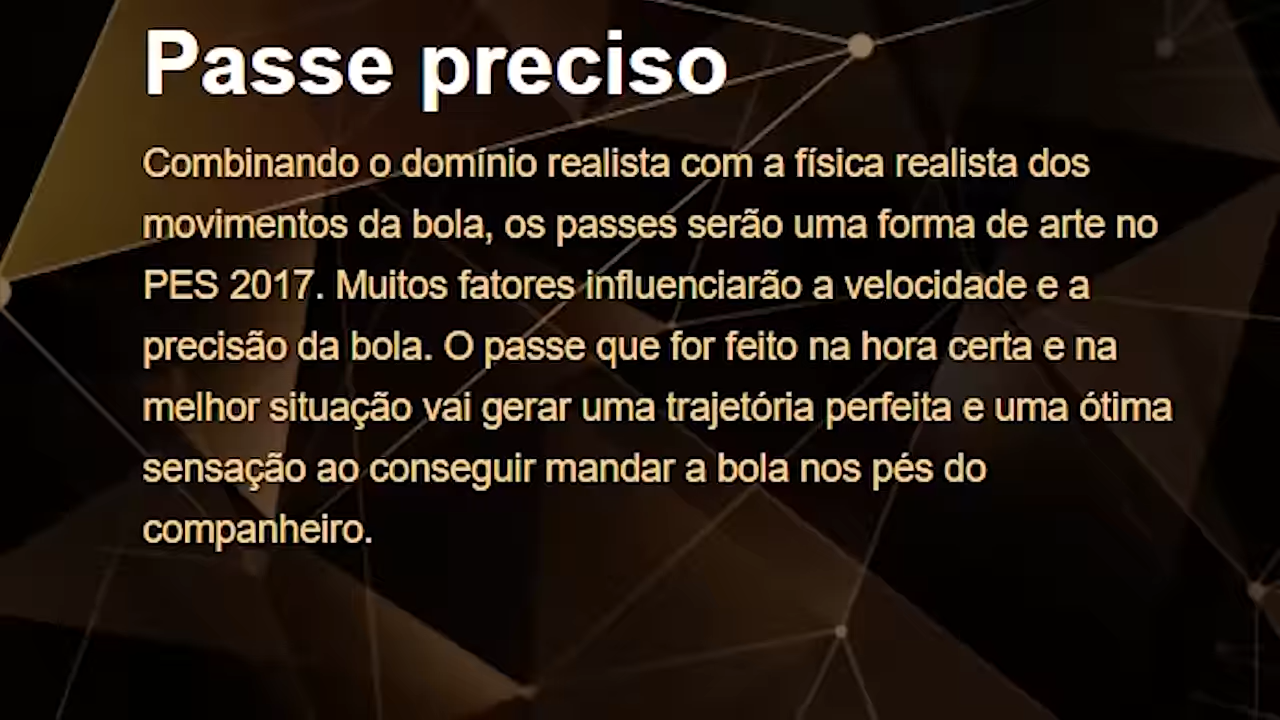 Passe preciso
Combinando o domínio realista com a física realista dos
movimentos da bola, os passes serão uma forma de arte no
PES 2017. Muitos fatores influenciarão a velocidade e a
precisão da bola. O passe que for feito na hora certa e na
melhor situação vai gerar uma trajetória perfeita e uma ótima
sensação ao conseguir mandar a bola nos pés do
companheiro.